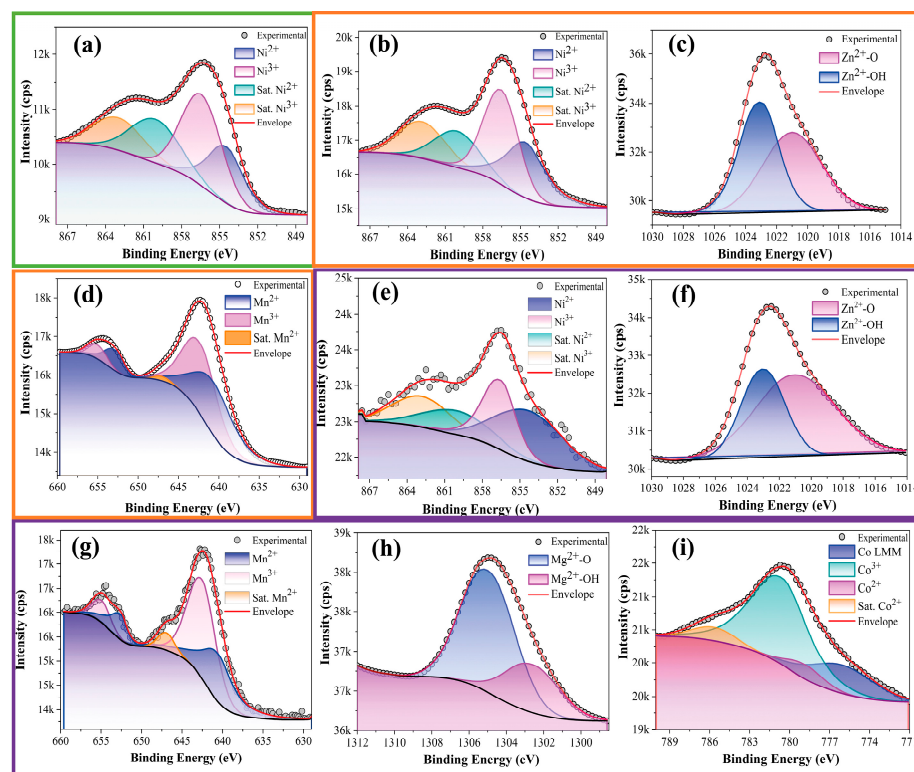 (a)
Experimental
Ni2+
Ni3+
Sat. Ni2+
Sat. Ni3+
Envelope
12k
11k
10k
9k
Intensity (cps)
867 864 861 858 855 852 849
Binding Energy (eV)
(b)
Experimental
Ni2+
Ni3+
Sat. Ni2+
Sat. Ni3+
Envelope
20k
19k
18k
17k
16k
15k
Intensity (cps)
867 864 861 858 855 852 849
Binding Energy (eV)
(c)
Experimental
Zn2+-O
Zn2+-OH
Envelope
36k
34k
32k
30k
Intensity (cps)
1030 1028 1026 1024 1022 1020 1018 1016 1014
Binding Energy (eV)
(d)
Experimental
Mn2+
Mn3+
Sat. Mn2+
Envelope
18k
17k
16k
15k
14k
Intensity (cps)
660 655 650 645 640 635 630
Binding Energy (eV)
(e)
Experimental
Ni2+
Ni3+
Sat. Ni2+
Sat. Ni3+
Envelope
25k
24k
23k
23k
22k
Intensity (cps)
867 864 861 858 855 852 849
Binding Energy (eV)
(f)
Experimental
Zn2+-O
Zn2+-OH
Envelope
35k
34k
33k
32k
31k
30k
Intensity (cps)
1030 1028 1026 1024 1022 1020 1018 1016 1014
Binding Energy (eV)
(g)
Experimental
Mn2+
Mn3+
Sat. Mn2+
Envelope
18k
17k
16k
15k
14k
Intensity (cps)
660 655 650 645 640 635 630
Binding Energy (eV)
(h)
Experimental
Mg2+-O
Mg2+-OH
Envelope
39k
38k
37k
37k
36k
Intensity (cps)
1312 1310 1308 1306 1304 1302 1300
Binding Energy (eV)
(i)
Experimental
Co LMM
Co3+
Co2+
Sat. Co2+
Envelope
22k
21k
21k
20k
20k
19k
Intensity (cps)
789 786 783 780 777 774 77
Binding Energy (eV)